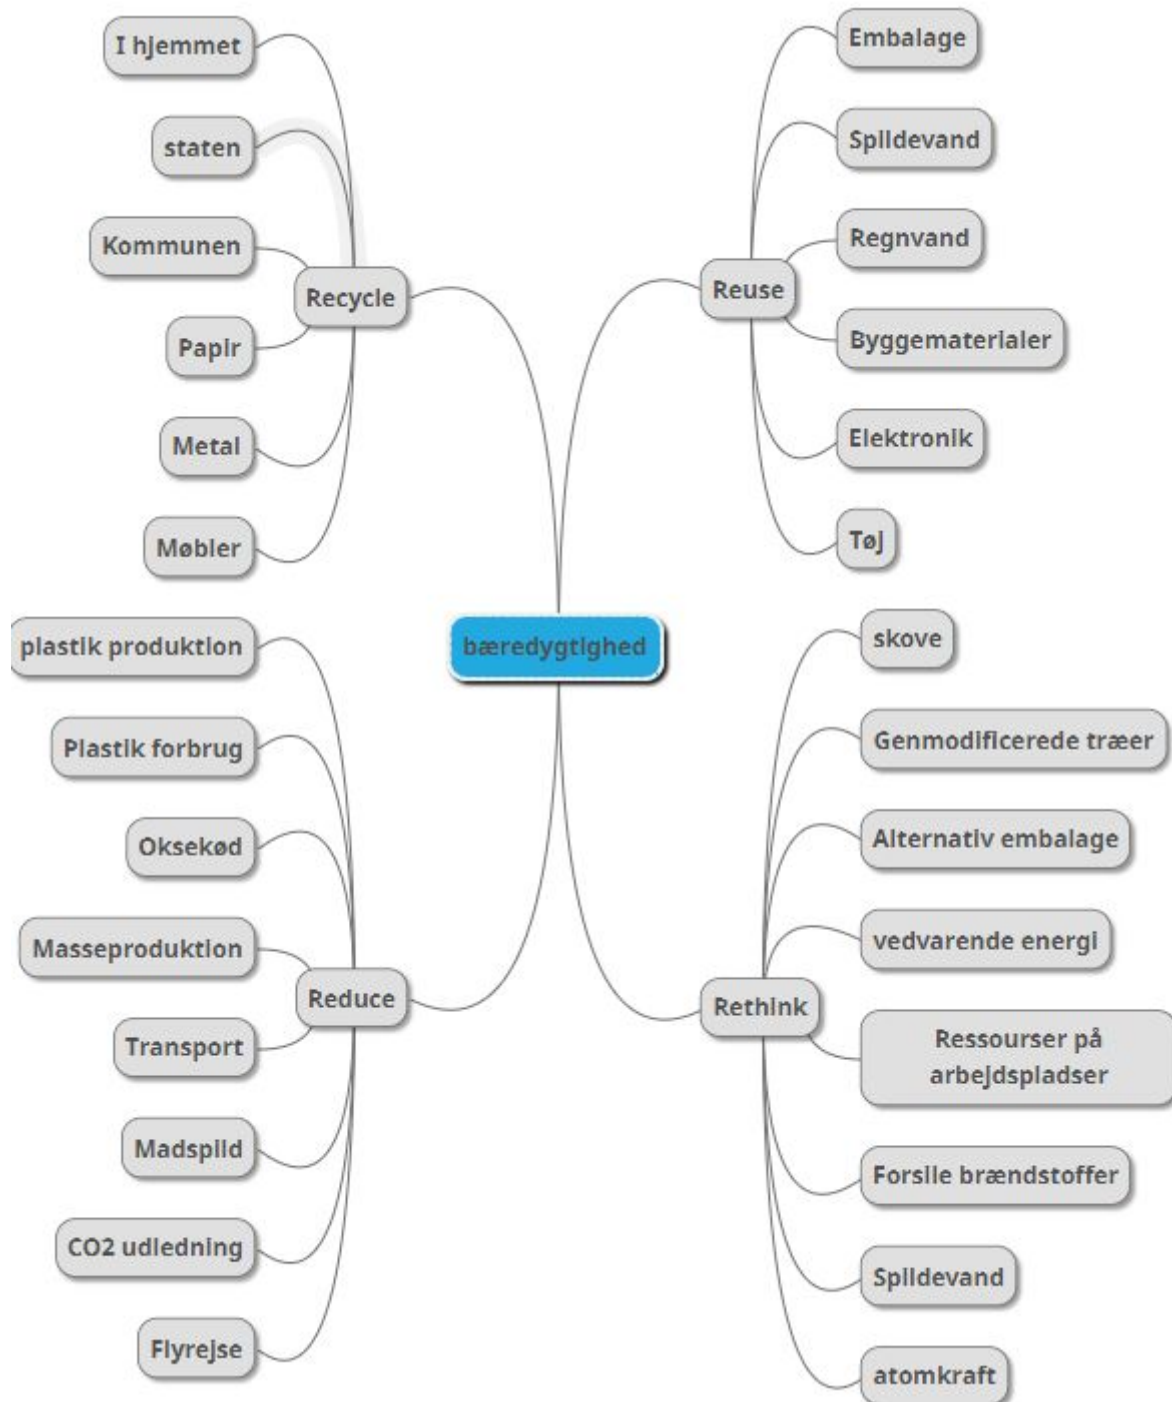 I hjemmet
staten
Kommunen
Papir
Metal
Møbler
Recycle
Embalage
Spildevand
Regnvand
Byggematerialer
Elektronik
Tøj
Reuse
bæredygtighed
plastik produktion
Plastik forbrug
Oksekød
Masseproduktion
Transport
Madspild
CO2 udledning
Flyrejse
Reduce
skove
Genmodificerede træer
Alternativ embalage
vedvarende energi
Ressourser på
arbejdspladser
Forsile brændstoffer
Spildevand
atomkraft
Rethink